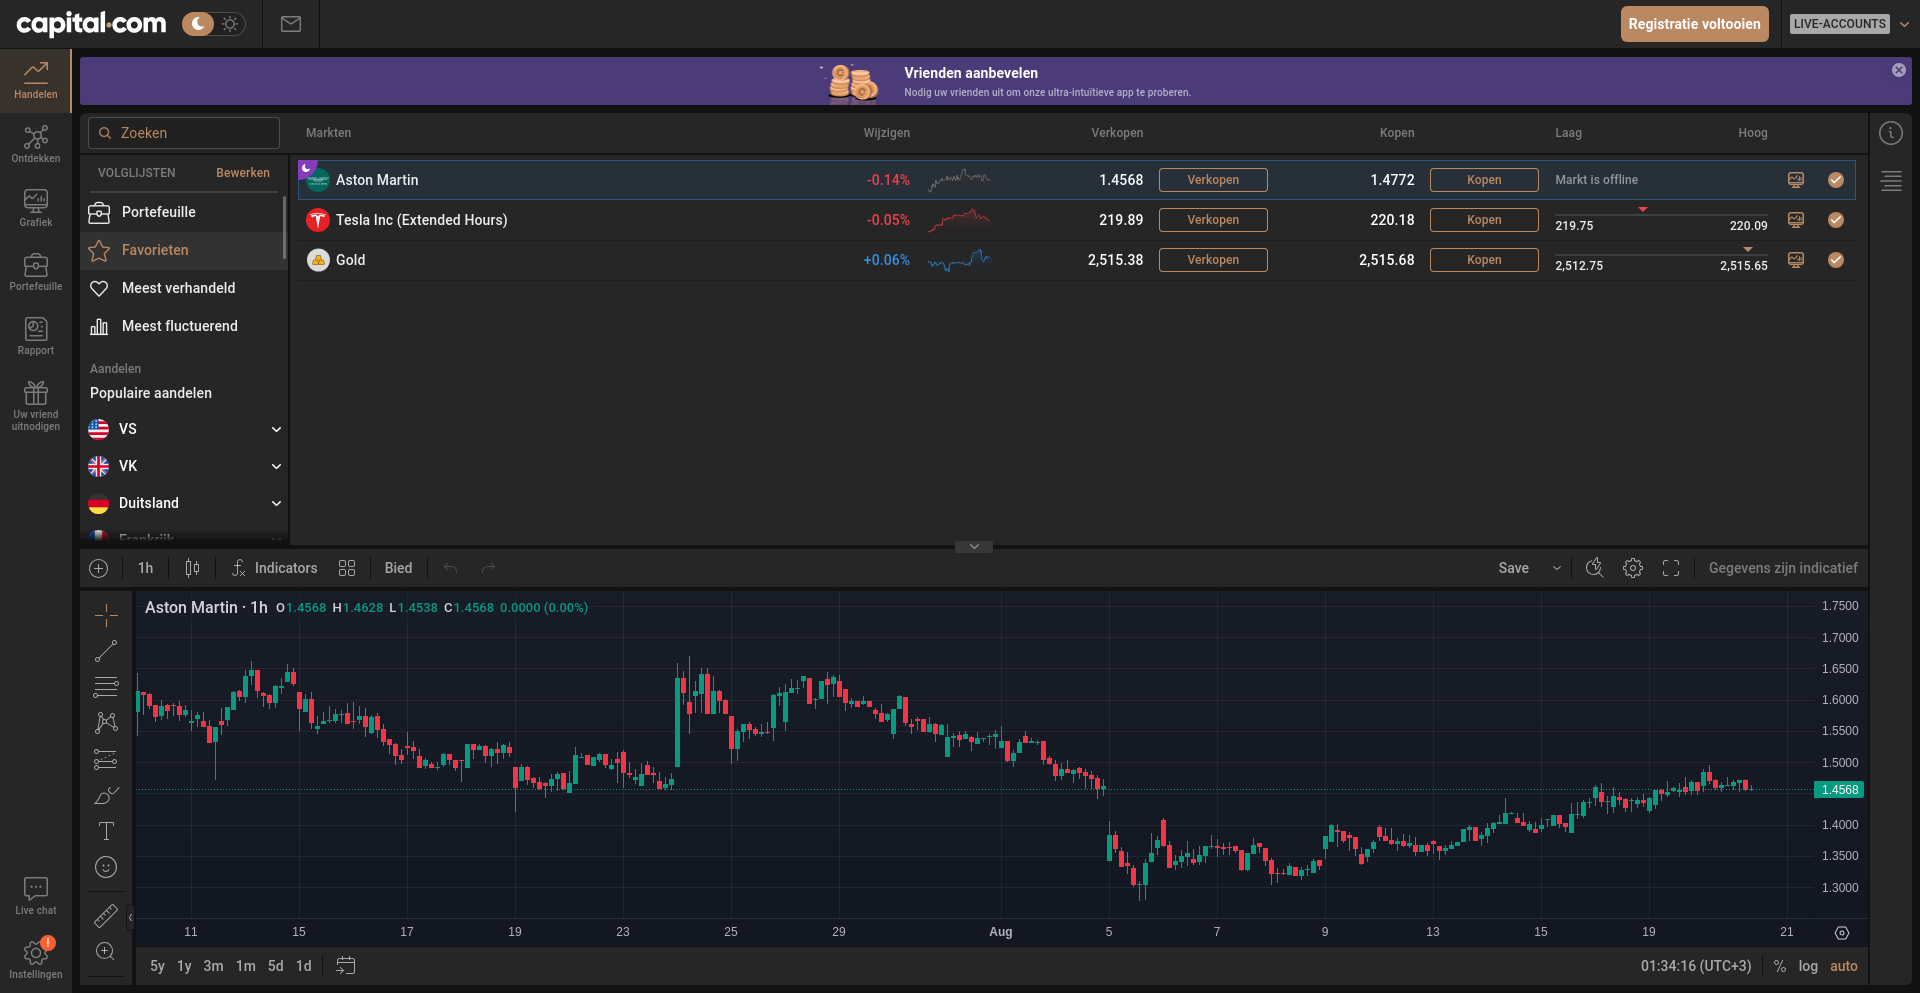 capital.com
Registratie voltooien
LIVE-ACCOUNTS
Handelen
Ontdekken
Grafiek
Portefeuille
Rapport
Uw vriend
uitnodigen
Live chat
!
Instellingen
Vrienden aanbevelen
Nodig uw vrienden uit om onze ultra-intuïtieve app te proberen.
Zoeken
VOLGLIJSTEN
Bewerken
Portefeuille
Favorieten
Meest verhandeld
Meest fluctuerend
Aandelen
Populaire aandelen
VS
VK
Duitsland
Frankrijk
Markten Wijzigen Verkopen Kopen Laag Hoog
Aston Martin -0.14% 1.4568 Verkopen 1.4772 Kopen Markt is offline
Tesla Inc (Extended Hours) -0.05% 219.89 Verkopen 220.18 Kopen 219.75 220.09
Gold +0.06% 2,515.38 Verkopen 2,515.68 Kopen 2,512.75 2,515.65
1h Indicators Bied Save Gegevens zijn indicatief
Aston Martin · 1h O1.4568 H1.4628 L1.4538 C1.4568 0.0000 (0.00%)
1.7500
1.7000
1.6500
1.6000
1.5500
1.5000
1.4568
1.4000
1.3500
1.3000
11 15 17 19 23 25 29 Aug 5 7 9 13 15 19 21
5y 1y 3m 1m 5d 1d 01:34:16 (UTC+3) % log auto